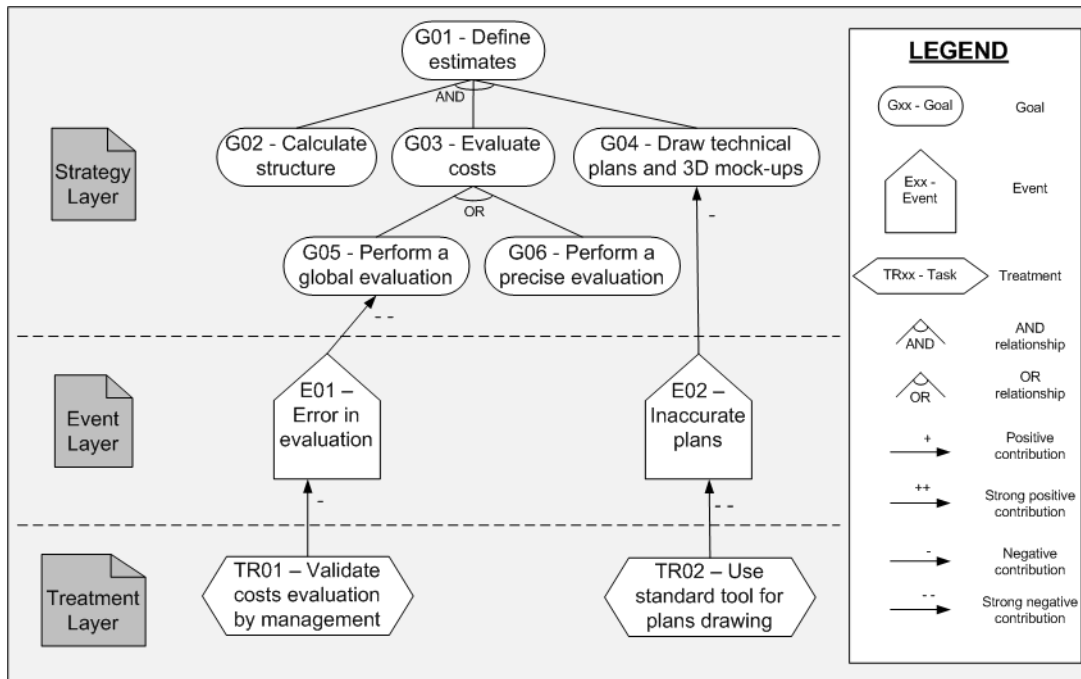 G01 - Define
estimates
AND
Strategy
Layer
G02 - Calculate
structure
G03 - Evaluate
costs
G04 - Draw technical
plans and 3D mock-ups
OR
-
G05 - Perform a
global evaluation
G06 - Perform a
precise evaluation
- -
Event
Layer
E01 –
Error in
evaluation
E02 –
Inaccurate
plans
-
- -
Treatment
Layer
TR01 – Validate
costs evaluation
by management
TR02 – Use
standard tool for
plans drawing
LEGEND
Gxx - Goal
Goal
Exx -
Event
Event
TRxx – Task
Treatment
AND
AND
relationship
OR
OR
relationship
+
Positive
contribution
++
Strong positive
contribution
-
Negative
contribution
- -
Strong negative
contribution